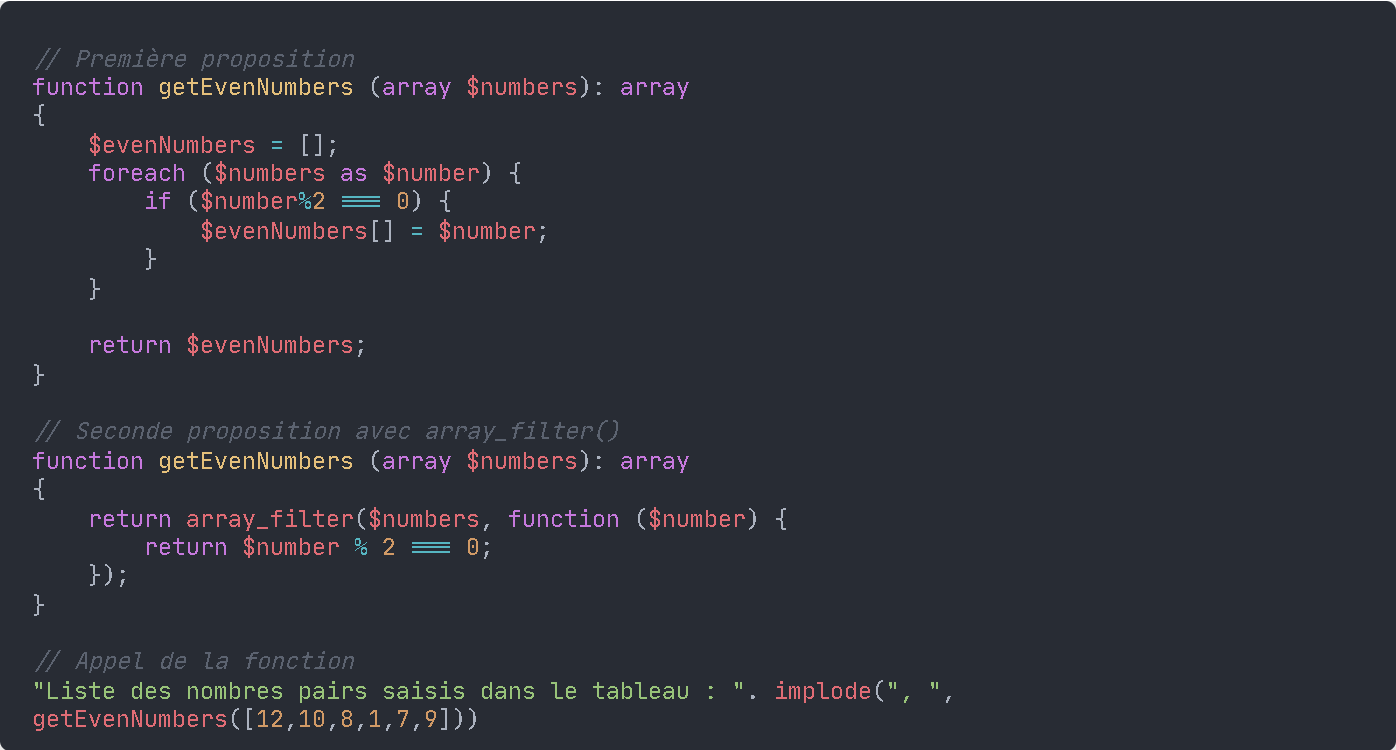 // Première proposition
function getEvenNumbers (array $numbers): array
{
    $evenNumbers = [];
    foreach ($numbers as $number) {
        if ($number%2 === 0) {
            $evenNumbers[] = $number;
        }
    }

    return $evenNumbers;
}

// Seconde proposition avec array_filter()
function getEvenNumbers (array $numbers): array
{
    return array_filter($numbers, function ($number) {
        return $number % 2 === 0;
    });
}

// Appel de la fonction
"Liste des nombres pairs saisis dans le tableau : ". implode(", ",
getEvenNumbers([12,10,8,1,7,9]))